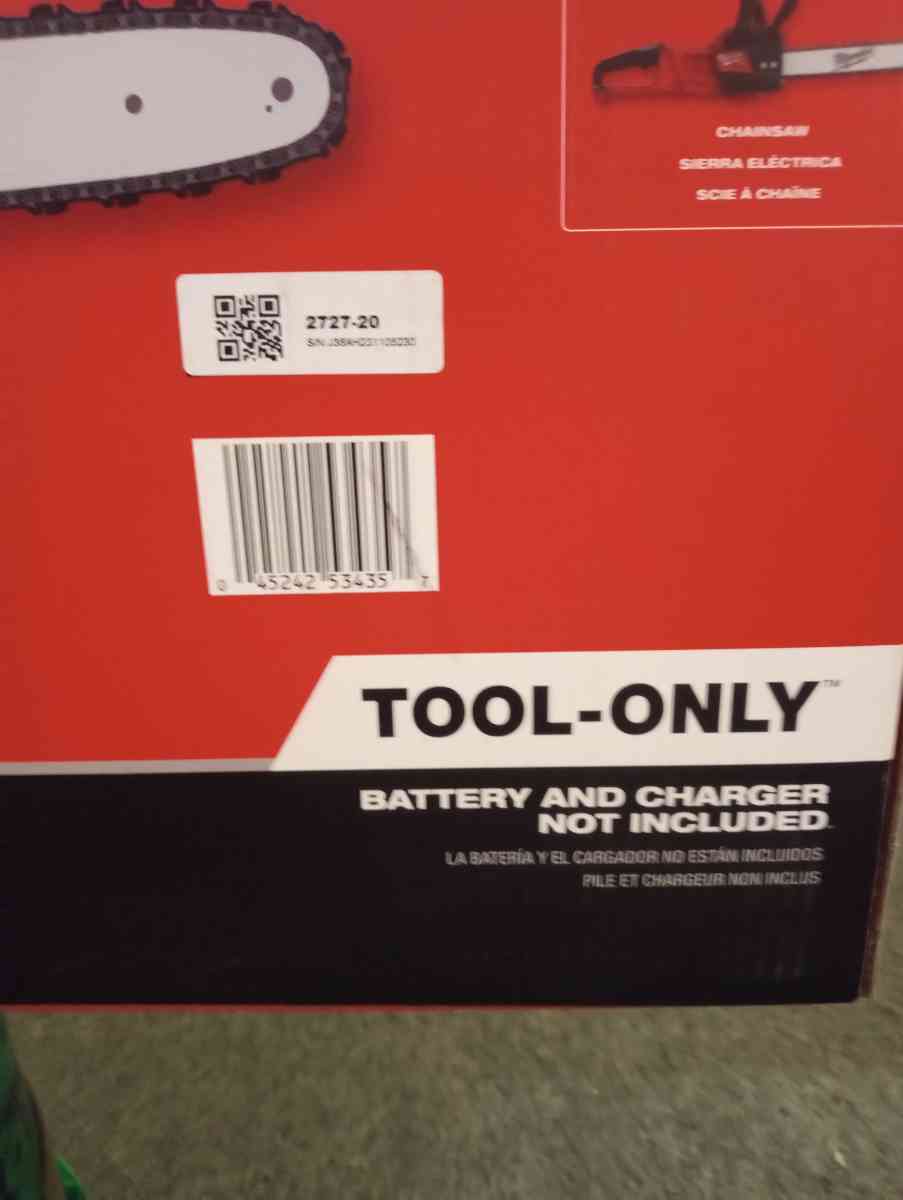 CHAINSAW
SIERRA ELÉCTRICA
SCIE À CHAÎNE
2727-20
S/N
0 45242 53435 7
TOOL-ONLY™
BATTERY AND CHARGER
NOT INCLUDED.
LA BATERÍA Y EL CARGADOR NO ESTÁN INCLUIDOS
PILE ET CHARGEUR NON INCLUS